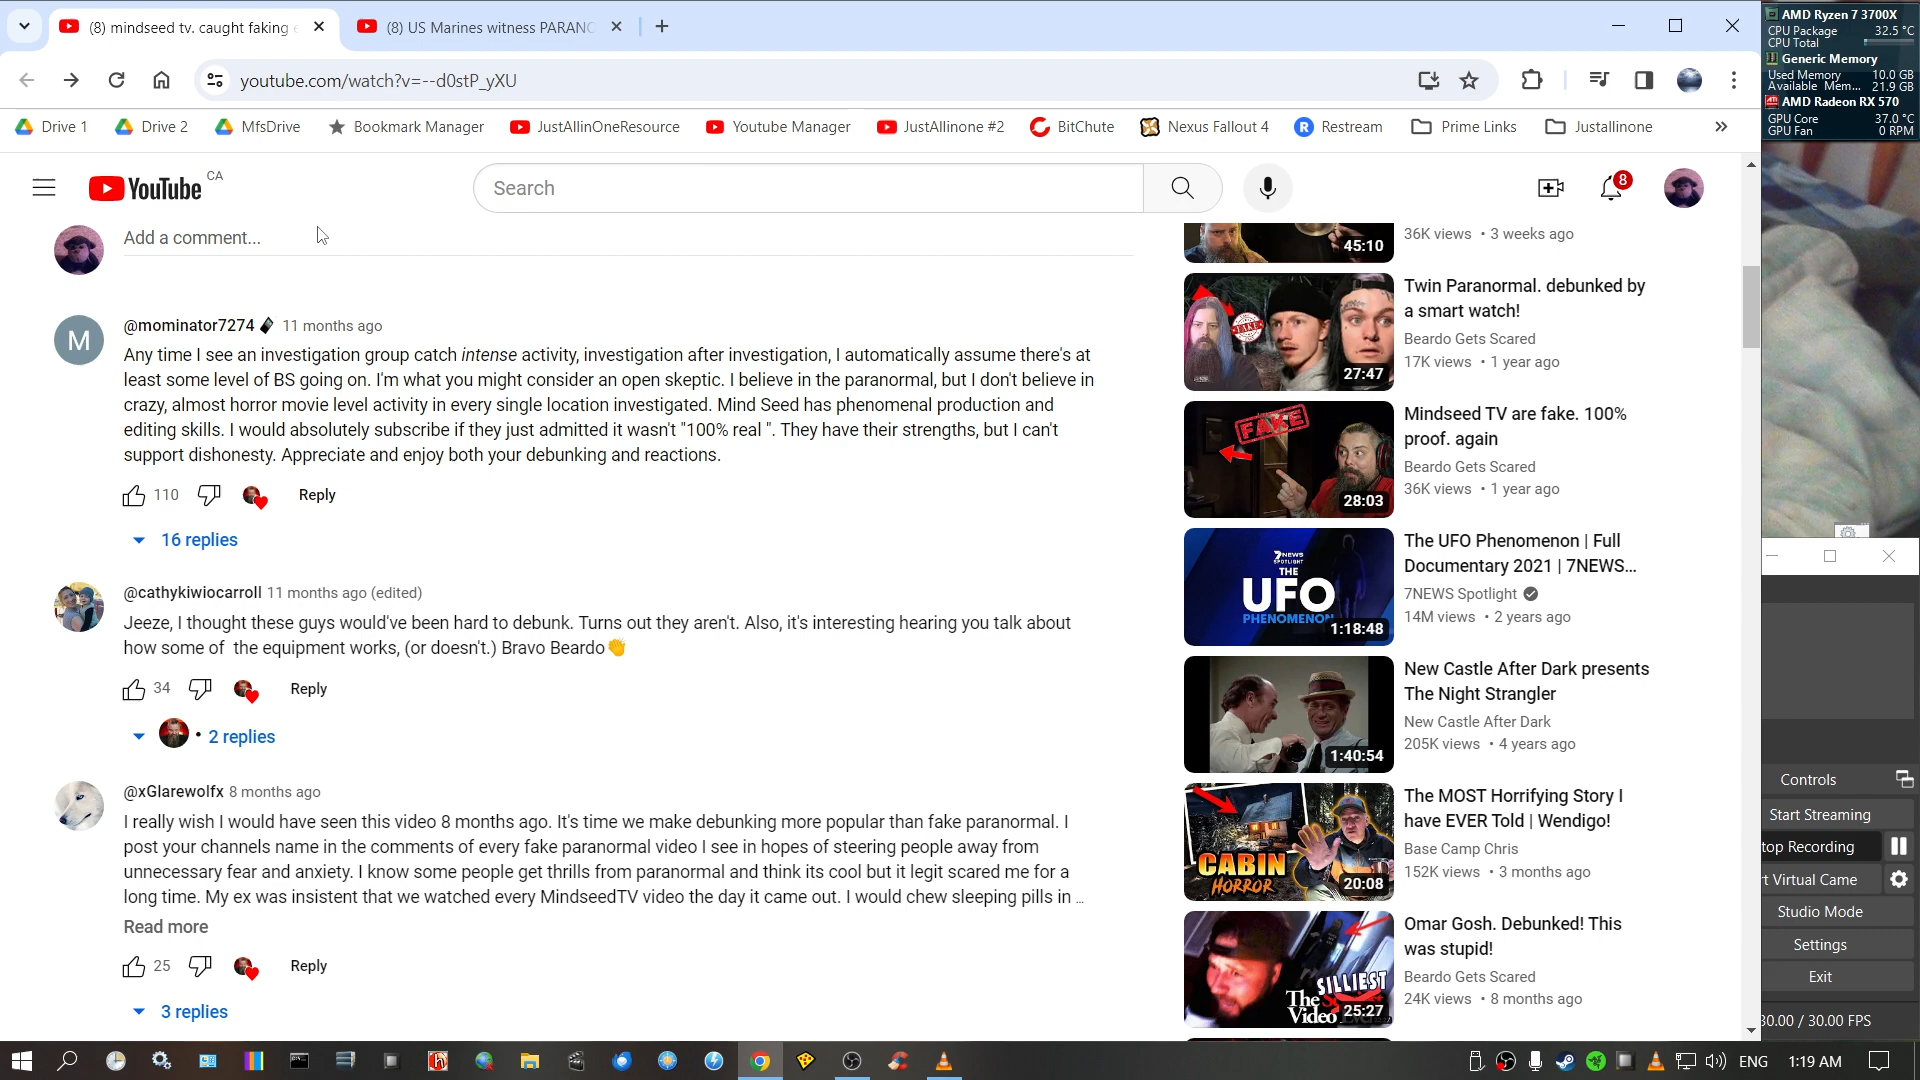 (8) mindseed tv. caught faking
(8) US Marines witness PARAN
AMD Ryzen 7 3700X
CPU Package 32.5 °C
CPU Total
Generic Memory
Used Memory 10.0 GB
Available Mem... 21.9 GB
AMD Radeon RX 570
GPU Core 37.0 °C
GPU Fan 0 RPM
youtube.com/watch?v=--d0stP_yXU
Drive 1
Drive 2
MfsDrive
Bookmark Manager
JustAllinOneResource
Youtube Manager
JustAllinone #2
BitChute
Nexus Fallout 4
Restream
Prime Links
Justallinone
»
YouTube CA
Search
8
Add a comment...
M
@mominator7274 11 months ago
Any time I see an investigation group catch intense activity, investigation after investigation, I automatically assume there's at
least some level of BS going on. I'm what you might consider an open skeptic. I believe in the paranormal, but I don't believe in
crazy, almost horror movie level activity in every single location investigated. Mind Seed has phenomenal production and
editing skills. I would absolutely subscribe if they just admitted it wasn't "100% real ". They have their strengths, but I can't
support dishonesty. Appreciate and enjoy both your debunking and reactions.
110 Reply
16 replies
@cathykiwiocarroll 11 months ago (edited)
Jeeze, I thought these guys would've been hard to debunk. Turns out they aren't. Also, it's interesting hearing you talk about
how some of the equipment works, (or doesn't.) Bravo Beardo👏
34 Reply
• 2 replies
@xGlarewolfx 8 months ago
I really wish I would have seen this video 8 months ago. It's time we make debunking more popular than fake paranormal. I
post your channels name in the comments of every fake paranormal video I see in hopes of steering people away from
unnecessary fear and anxiety. I know some people get thrills from paranormal and think its cool but it legit scared me for a
long time. My ex was insistent that we watched every MindseedTV video the day it came out. I would chew sleeping pills in ...
Read more
25 Reply
3 replies
45:10
36K views • 3 weeks ago
FAKE
27:47
Twin Paranormal. debunked by
a smart watch!
Beardo Gets Scared
17K views • 1 year ago
FAKE
28:03
Mindseed TV are fake. 100%
proof. again
Beardo Gets Scared
36K views • 1 year ago
7NEWS
SPOTLIGHT
THE
UFO
PHENOMENON
1:18:48
The UFO Phenomenon | Full
Documentary 2021 | 7NEWS...
7NEWS Spotlight
14M views • 2 years ago
1:40:54
New Castle After Dark presents
The Night Strangler
New Castle After Dark
205K views • 4 years ago
CABIN
HORROR
20:08
The MOST Horrifying Story I
have EVER Told | Wendigo!
Base Camp Chris
152K views • 3 months ago
SILLIEST
The
Video
25:27
Omar Gosh. Debunked! This
was stupid!
Beardo Gets Scared
24K views • 8 months ago
Controls
Start Streaming
top Recording
t Virtual Came
Studio Mode
Settings
Exit
30.00 / 30.00 FPS
ENG
1:19 AM